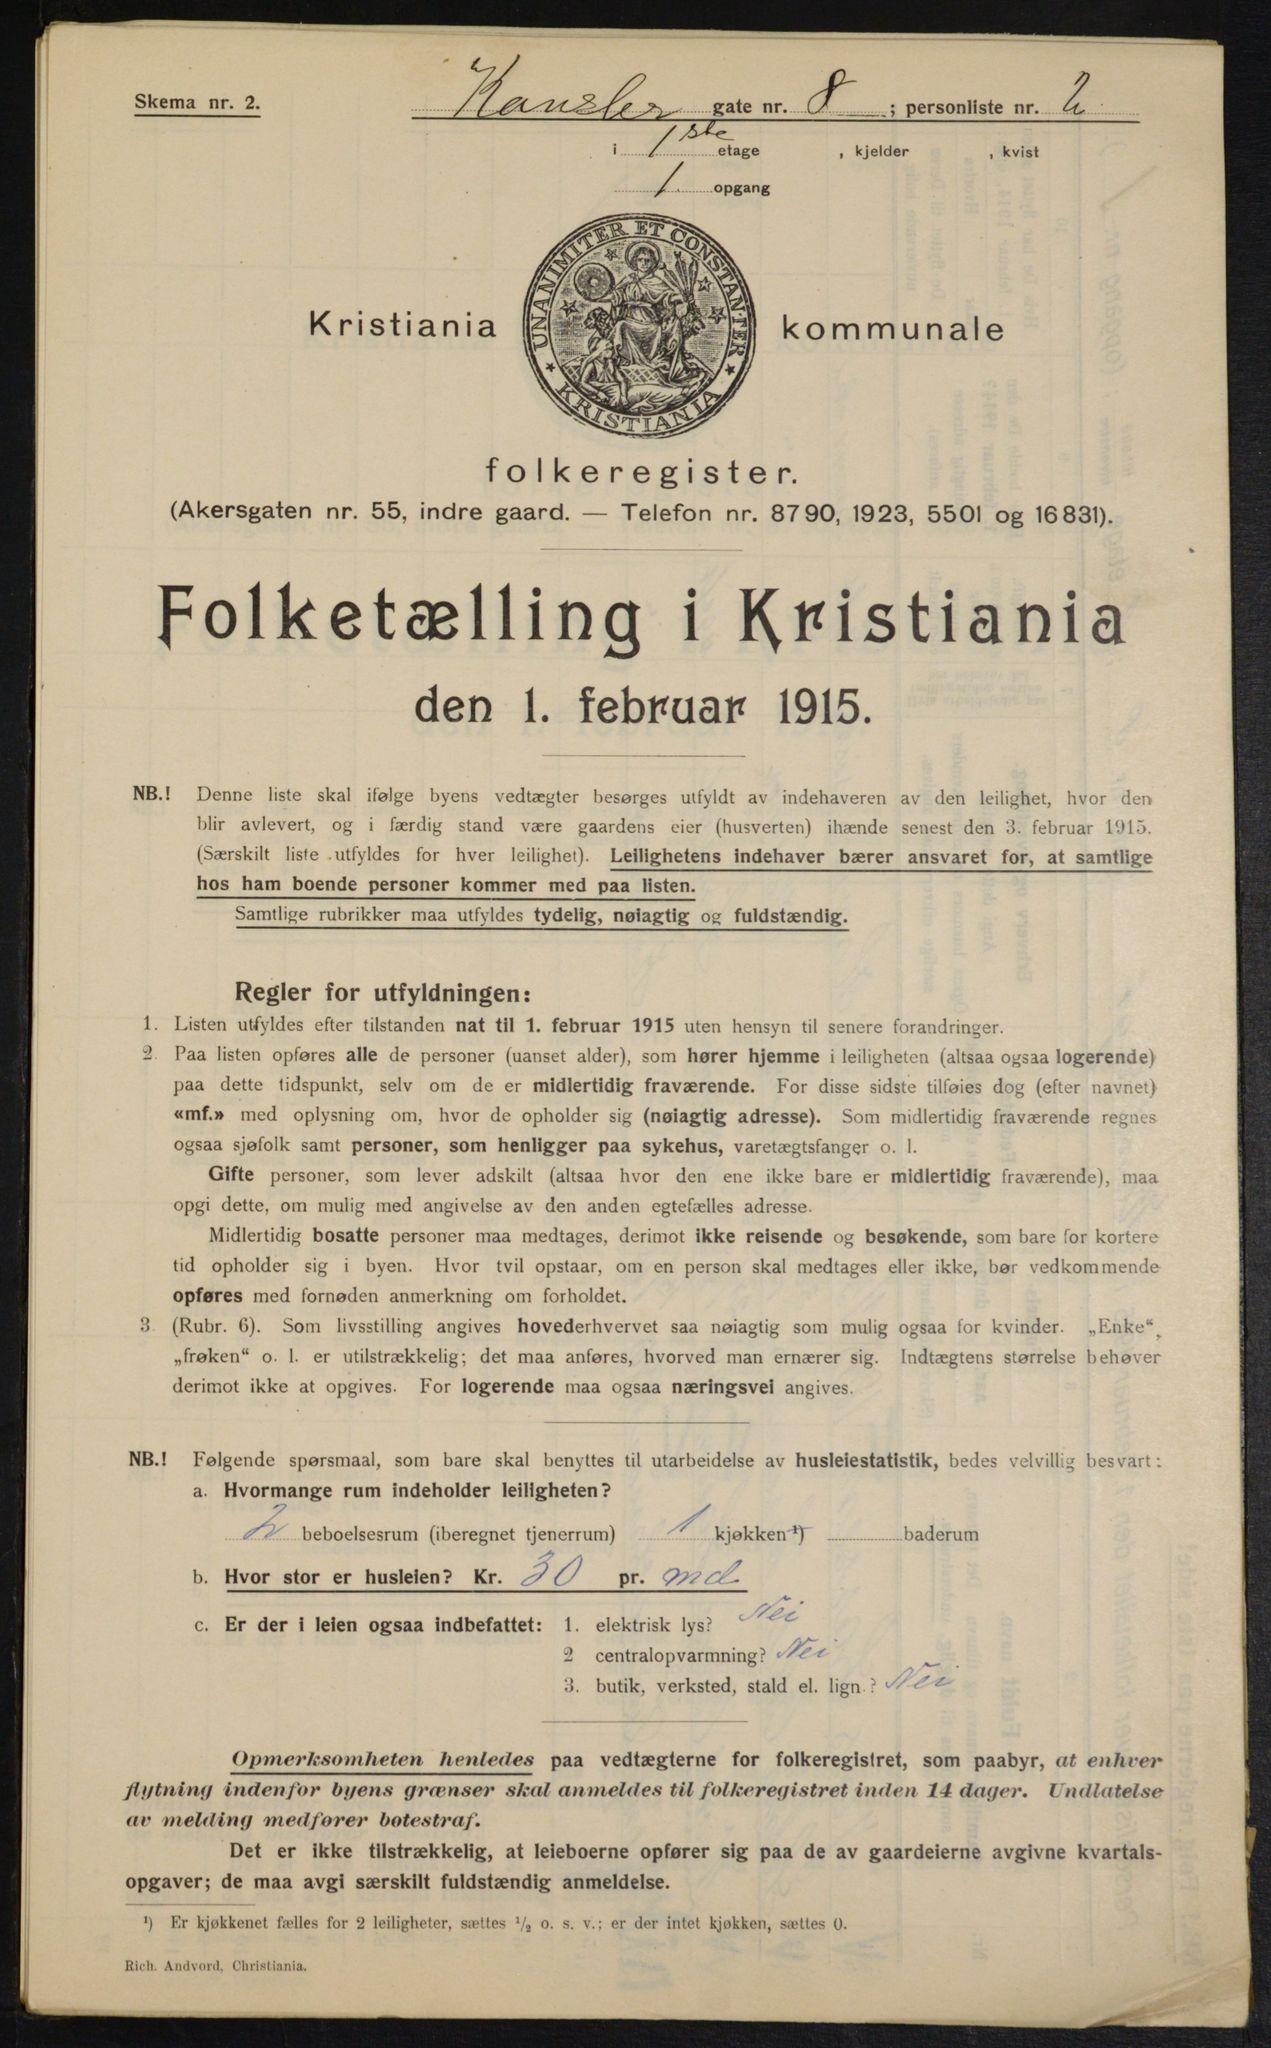 Skema nr. 2.
Kansler gate nr. 8 ; personliste nr. 2
i 1ste etage , kjelder , kvist
1 opgang
UNANIMITER ET CONSTANTER
KRISTIANIA
Kristiania kommunale
folkeregister.
(Akersgaten nr. 55, indre gaard. — Telefon nr. 8790, 1923, 5501 og 16831).
Folketælling i Kristiania
den 1. februar 1915.
NB.! Denne liste skal ifølge byens vedtægter besørges utfyldt av indehaveren av den leilighet, hvor den
blir avlevert, og i færdig stand være gaardens eier (husverten) ihænde senest den 3. februar 1915.
(Særskilt liste utfyldes for hver leilighet). Leilighetens indehaver bærer ansvaret for, at samtlige
hos ham boende personer kommer med paa listen.
Samtlige rubrikker maa utfyldes tydelig, nøiagtig og fuldstændig.
Regler for utfyldningen:
1. Listen utfyldes efter tilstanden nat til 1. februar 1915 uten hensyn til senere forandringer.
2. Paa listen opføres alle de personer (uanset alder), som hører hjemme i leiligheten (altsaa ogsaa logerende)
paa dette tidspunkt, selv om de er midlertidig fraværende. For disse sidste tilføies dog (efter navnet)
«mf.» med oplysning om, hvor de opholder sig (nøiagtig adresse). Som midlertidig fraværende regnes
ogsaa sjøfolk samt personer, som henligger paa sykehus, varetægtsfanger o. l.
Gifte personer, som lever adskilt (altsaa hvor den ene ikke bare er midlertidig fraværende), maa
opgi dette, om mulig med angivelse av den anden egtefælles adresse.
Midlertidig bosatte personer maa medtages, derimot ikke reisende og besøkende, som bare for kortere
tid opholder sig i byen. Hvor tvil opstaar, om en person skal medtages eller ikke, bør vedkommende
opføres med fornøden anmerkning om forholdet.
3 (Rubr. 6). Som livsstilling angives hovederhvervet saa nøiagtig som mulig ogsaa for kvinder. „Enke“,
„frøken“ o. l. er utilstrækkelig; det maa anføres, hvorved man ernærer sig. Indtægtens størrelse behøver
derimot ikke at opgives. For logerende maa ogsaa næringsvei angives.
NB.! Følgende spørsmaal, som bare skal benyttes til utarbeidelse av husleiestatistik, bedes velvillig besvart:
a. Hvormange rum indeholder leiligheten?
2 beboelsesrum (iberegnet tjenerrum) 1 kjøkken¹) baderum
b. Hvor stor er husleien? Kr. 30 pr. md
c. Er der i leien ogsaa indbefattet: 1. elektrisk lys? Nei
2 centralopvarmning? Nei
3. butik, verksted, stald el. lign.? Nei
Opmerksomheten henledes paa vedtægterne for folkeregistret, som paabyr, at enhver
flytning indenfor byens grænser skal anmeldes til folkeregistret inden 14 dager. Undlatelse
av melding medfører bøtestraf.
Det er ikke tilstrækkelig, at leieboerne opfører sig paa de av gaardeierne avgivne kvartals-
opgaver; de maa avgi særskilt fuldstændig anmeldelse.
¹) Er kjøkkenet fælles for 2 leiligheter, sættes ½ o. s. v.; er der intet kjøkken, sættes 0.
Rich. Andvord, Christiania.